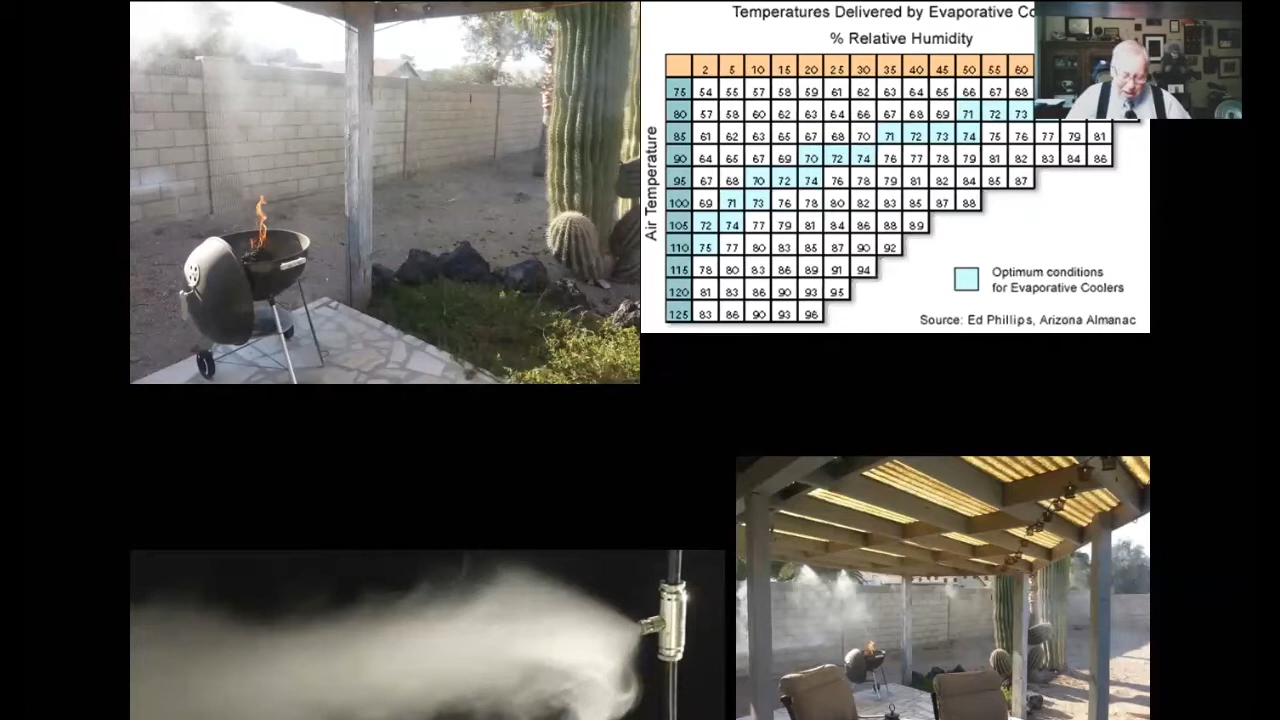 Temperatures Delivered by Evaporative Co
% Relative Humidity
2 5 10 15 20 25 30 35 40 45 50 55 60
75 54 55 57 58 59 61 62 63 64 65 66 67 68
80 57 58 60 62 63 64 66 67 68 69 71 72 73
85 61 62 63 65 67 68 70 71 72 73 74 75 76 77 79 81
90 64 65 67 69 70 72 74 76 77 78 79 81 82 83 84 86
95 67 68 70 72 74 76 78 79 81 82 84 85 87
100 69 71 73 76 78 80 82 83 85 87 88
105 72 74 77 79 81 84 86 88 89
110 75 77 80 83 85 87 90 92
115 78 80 83 86 89 91 94
120 81 83 86 90 93 95
125 83 86 90 93 96
Air Temperature
Optimum conditions
for Evaporative Coolers
Source: Ed Phillips, Arizona Almanac